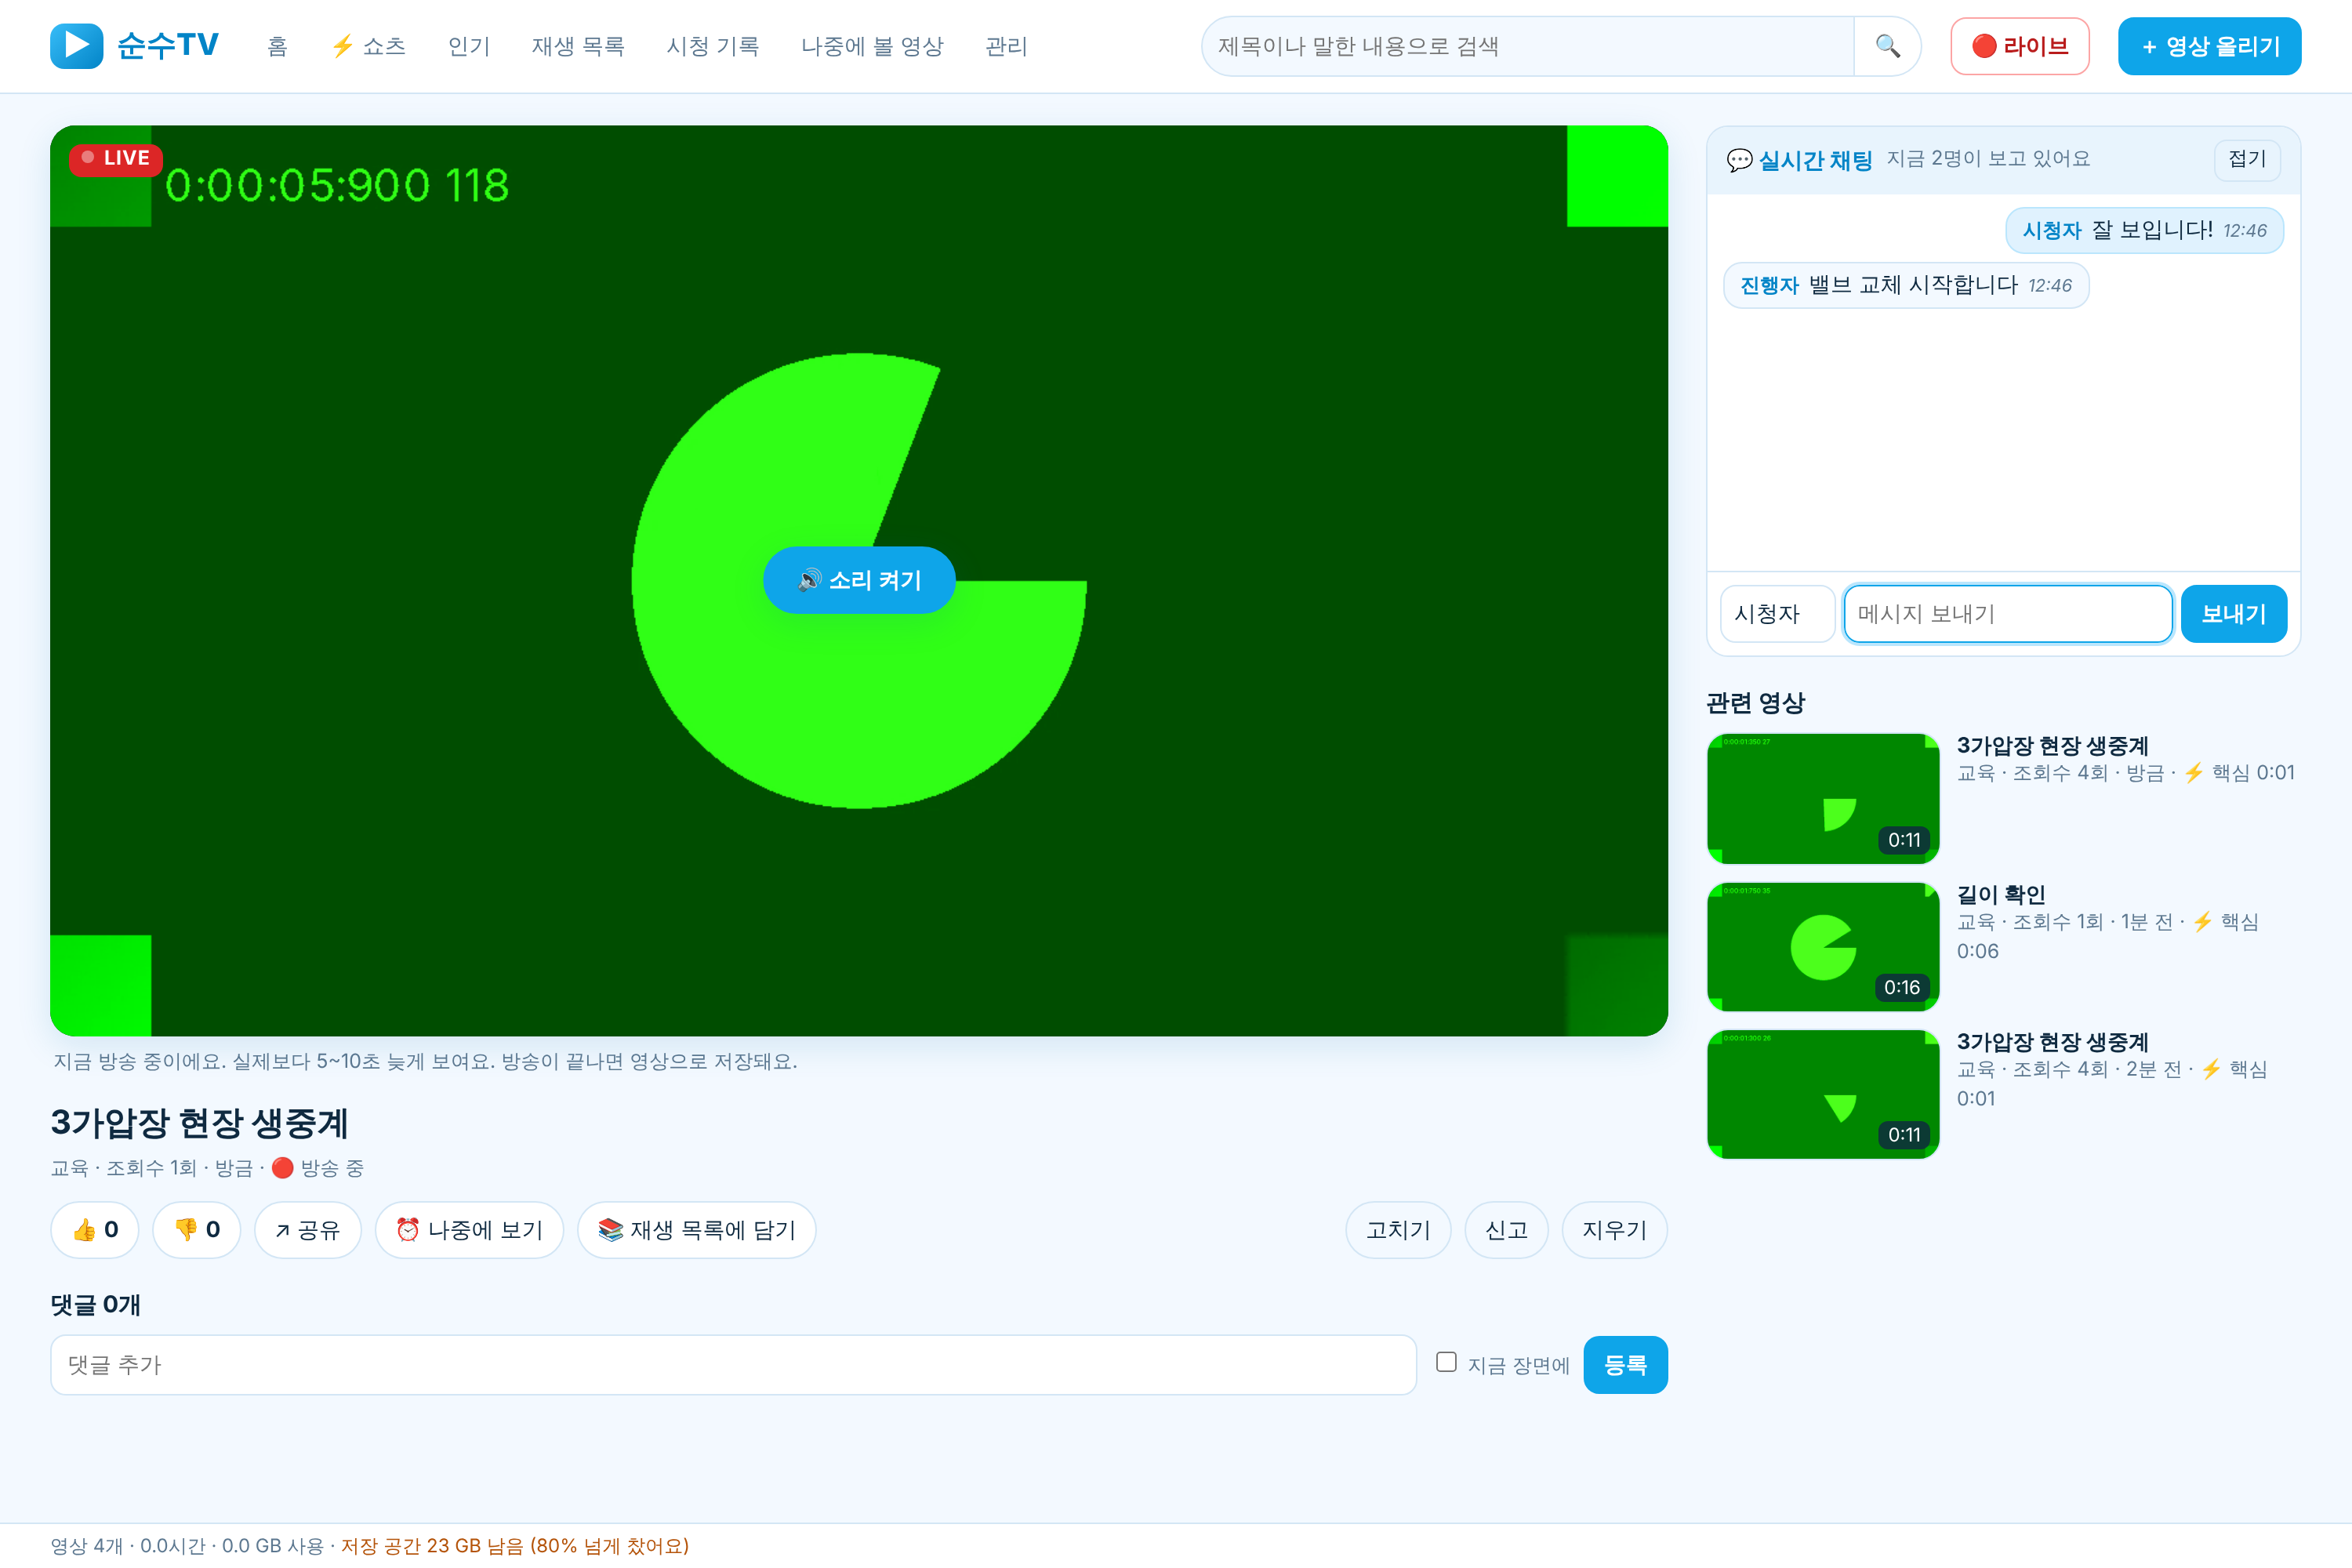 순수TV 홈 ⚡ 쇼츠 인기 재생 목록 시청 기록 나중에 볼 영상 관리 제목이나 말한 내용으로 검색 🔍 🔴 라이브 + 영상 올리기
LIVE
0:00:05:900 118
🔊 소리 켜기
지금 방송 중이에요. 실제보다 5~10초 늦게 보여요. 방송이 끝나면 영상으로 저장돼요.
3가압장 현장 생중계
교육 · 조회수 1회 · 방금 · 🔴 방송 중
👍 0 👎 0 ↗ 공유 ⏰ 나중에 보기 📚 재생 목록에 담기 고치기 신고 지우기
댓글 0개
댓글 추가 지금 장면에 등록
💬 실시간 채팅 지금 2명이 보고 있어요 접기
시청자 잘 보입니다! 12:46
진행자 밸브 교체 시작합니다 12:46
시청자 메시지 보내기 보내기
관련 영상
0:00:01:350 27
0:11
3가압장 현장 생중계
교육 · 조회수 4회 · 방금 · ⚡ 핵심 0:01
0:00:01:750 35
0:16
길이 확인
교육 · 조회수 1회 · 1분 전 · ⚡ 핵심
0:06
0:00:01:300 26
0:11
3가압장 현장 생중계
교육 · 조회수 4회 · 2분 전 · ⚡ 핵심
0:01
영상 4개 · 0.0시간 · 0.0 GB 사용 · 저장 공간 23 GB 남음 (80% 넘게 찼어요)